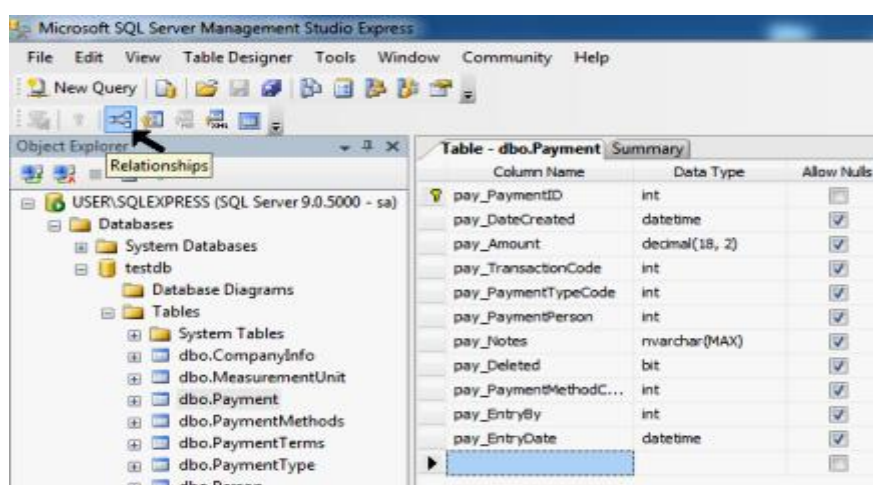 Microsoft SQL Server Management Studio Express
File Edit View Table Designer Tools Window Community Help
New Query
Object Explorer
Relationships
USER\SQLEXPRESS (SQL Server 9.0.5000 - sa)
Databases
System Databases
testdb
Database Diagrams
Tables
System Tables
dbo.CompanyInfo
dbo.MeasurementUnit
dbo.Payment
dbo.PaymentMethods
dbo.PaymentTerms
dbo.PaymentType
dbo.Person
Table - dbo.Payment Summary
Column Name Data Type Allow Nulls
pay_PaymentID int
pay_DateCreated datetime
pay_Amount decimal(18, 2)
pay_TransactionCode int
pay_PaymentTypeCode int
pay_PaymentPerson int
pay_Notes nvarchar(MAX)
pay_Deleted bit
pay_PaymentMethodC... int
pay_EntryBy int
pay_EntryDate datetime